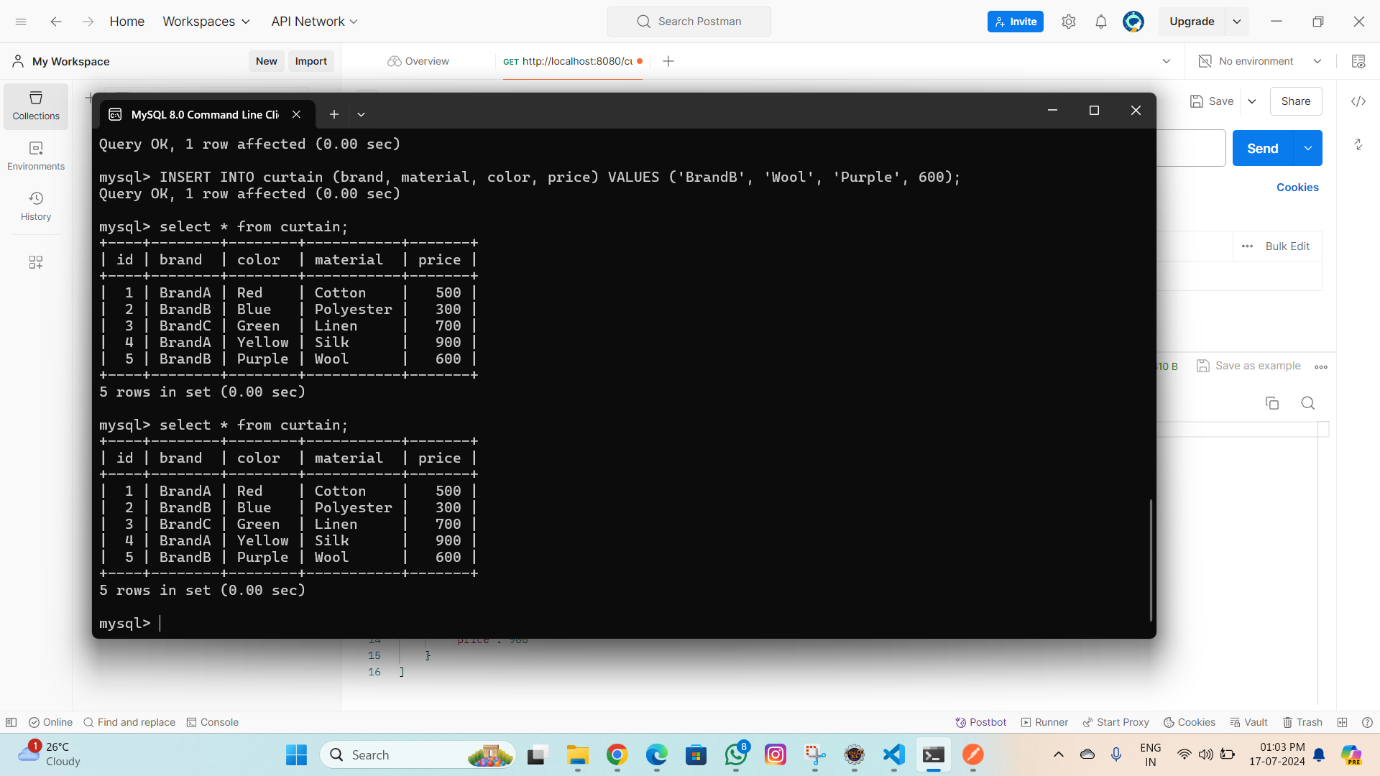 Home Workspaces API Network Search Postman Invite Upgrade
My Workspace New Import Overview GET http://localhost:8080/cu No environment
Collections
Environments
History
Save Share
Send
Cookies
Bulk Edit
Save as example
MySQL 8.0 Command Line Cli
Query OK, 1 row affected (0.00 sec)
mysql> INSERT INTO curtain (brand, material, color, price) VALUES ('BrandB', 'Wool', 'Purple', 600);
Query OK, 1 row affected (0.00 sec)
mysql> select * from curtain;
+----+--------+--------+-----------+-------+
| id | brand  | color  | material  | price |
+----+--------+--------+-----------+-------+
|  1 | BrandA | Red    | Cotton    |   500 |
|  2 | BrandB | Blue   | Polyester |   300 |
|  3 | BrandC | Green  | Linen     |   700 |
|  4 | BrandA | Yellow | Silk      |   900 |
|  5 | BrandB | Purple | Wool      |   600 |
+----+--------+--------+-----------+-------+
5 rows in set (0.00 sec)
mysql> select * from curtain;
+----+--------+--------+-----------+-------+
| id | brand  | color  | material  | price |
+----+--------+--------+-----------+-------+
|  1 | BrandA | Red    | Cotton    |   500 |
|  2 | BrandB | Blue   | Polyester |   300 |
|  3 | BrandC | Green  | Linen     |   700 |
|  4 | BrandA | Yellow | Silk      |   900 |
|  5 | BrandB | Purple | Wool      |   600 |
+----+--------+--------+-----------+-------+
5 rows in set (0.00 sec)
mysql>
15 }
16 ]
Online Find and replace Console Postbot Runner Start Proxy Cookies Vault Trash
1 26°C
Cloudy
Search
8
ENG
IN
01:03 PM
17-07-2024
PRE